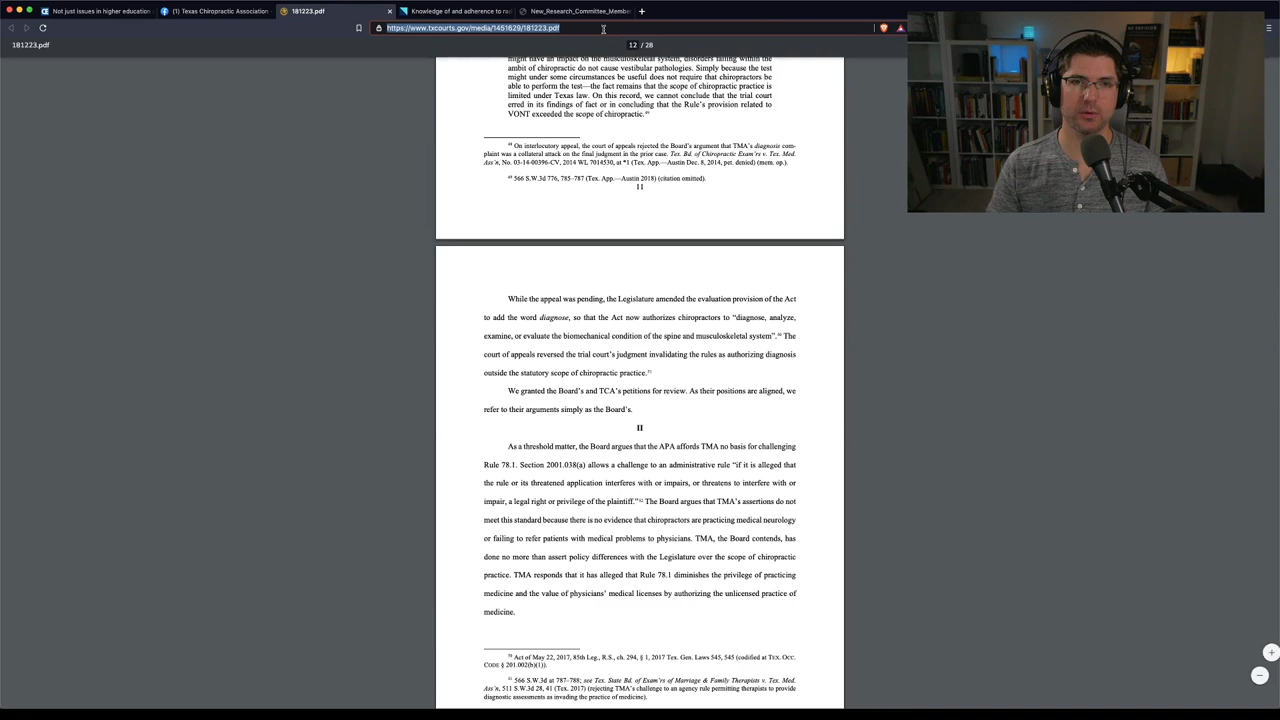 Not just issues in higher education
(1) Texas Chiropractic Association
181223.pdf
Knowledge of and adherence to rad
New_Research_Committee_Membe
https://www.txcourts.gov/media/1451629/181223.pdf
181223.pdf
12 / 28
might have an impact on the musculoskeletal system, disorders falling within the
ambit of chiropractic do not cause vestibular pathologies. Simply because the test
might under some circumstances be useful does not require that chiropractors be
able to perform the test—the fact remains that the scope of chiropractic practice is
limited under Texas law. On this record, we cannot conclude that the trial court
erred in its findings of fact or in concluding that the Rule's provision related to
VONT exceeded the scope of chiropractic.⁴⁹
⁴⁸ On interlocutory appeal, the court of appeals rejected the Board's argument that TMA's diagnosis com-
plaint was a collateral attack on the final judgment in the prior case. Tex. Bd. of Chiropractic Exam'rs v. Tex. Med.
Ass'n, No. 03-14-00396-CV, 2014 WL 7014530, at *1 (Tex. App.—Austin Dec. 8, 2014, pet. denied) (mem. op.).
⁴⁹ 566 S.W.3d 776, 785–787 (Tex. App.—Austin 2018) (citation omitted).
11
While the appeal was pending, the Legislature amended the evaluation provision of the Act
to add the word diagnose, so that the Act now authorizes chiropractors to “diagnose, analyze,
examine, or evaluate the biomechanical condition of the spine and musculoskeletal system”.⁵⁰ The
court of appeals reversed the trial court's judgment invalidating the rules as authorizing diagnosis
outside the statutory scope of chiropractic practice.⁵¹
We granted the Board's and TCA's petitions for review. As their positions are aligned, we
refer to their arguments simply as the Board's.
II
As a threshold matter, the Board argues that the APA affords TMA no basis for challenging
Rule 78.1. Section 2001.038(a) allows a challenge to an administrative rule “if it is alleged that
the rule or its threatened application interferes with or impairs, or threatens to interfere with or
impair, a legal right or privilege of the plaintiff.”⁵² The Board argues that TMA's assertions do not
meet this standard because there is no evidence that chiropractors are practicing medical neurology
or failing to refer patients with medical problems to physicians. TMA, the Board contends, has
done no more than assert policy differences with the Legislature over the scope of chiropractic
practice. TMA responds that it has alleged that Rule 78.1 diminishes the privilege of practicing
medicine and the value of physicians' medical licenses by authorizing the unlicensed practice of
medicine.
⁵⁰ Act of May 22, 2017, 85th Leg., R.S., ch. 294, § 1, 2017 Tex. Gen. Laws 545, 545 (codified at TEX. OCC.
CODE § 201.002(b)(1)).
⁵¹ 566 S.W.3d at 787–788; see Tex. State Bd. of Exam'rs of Marriage & Family Therapists v. Tex. Med.
Ass'n, 511 S.W.3d 28, 41 (Tex. 2017) (rejecting TMA's challenge to an agency rule permitting therapists to provide
diagnostic assessments as invading the practice of medicine).